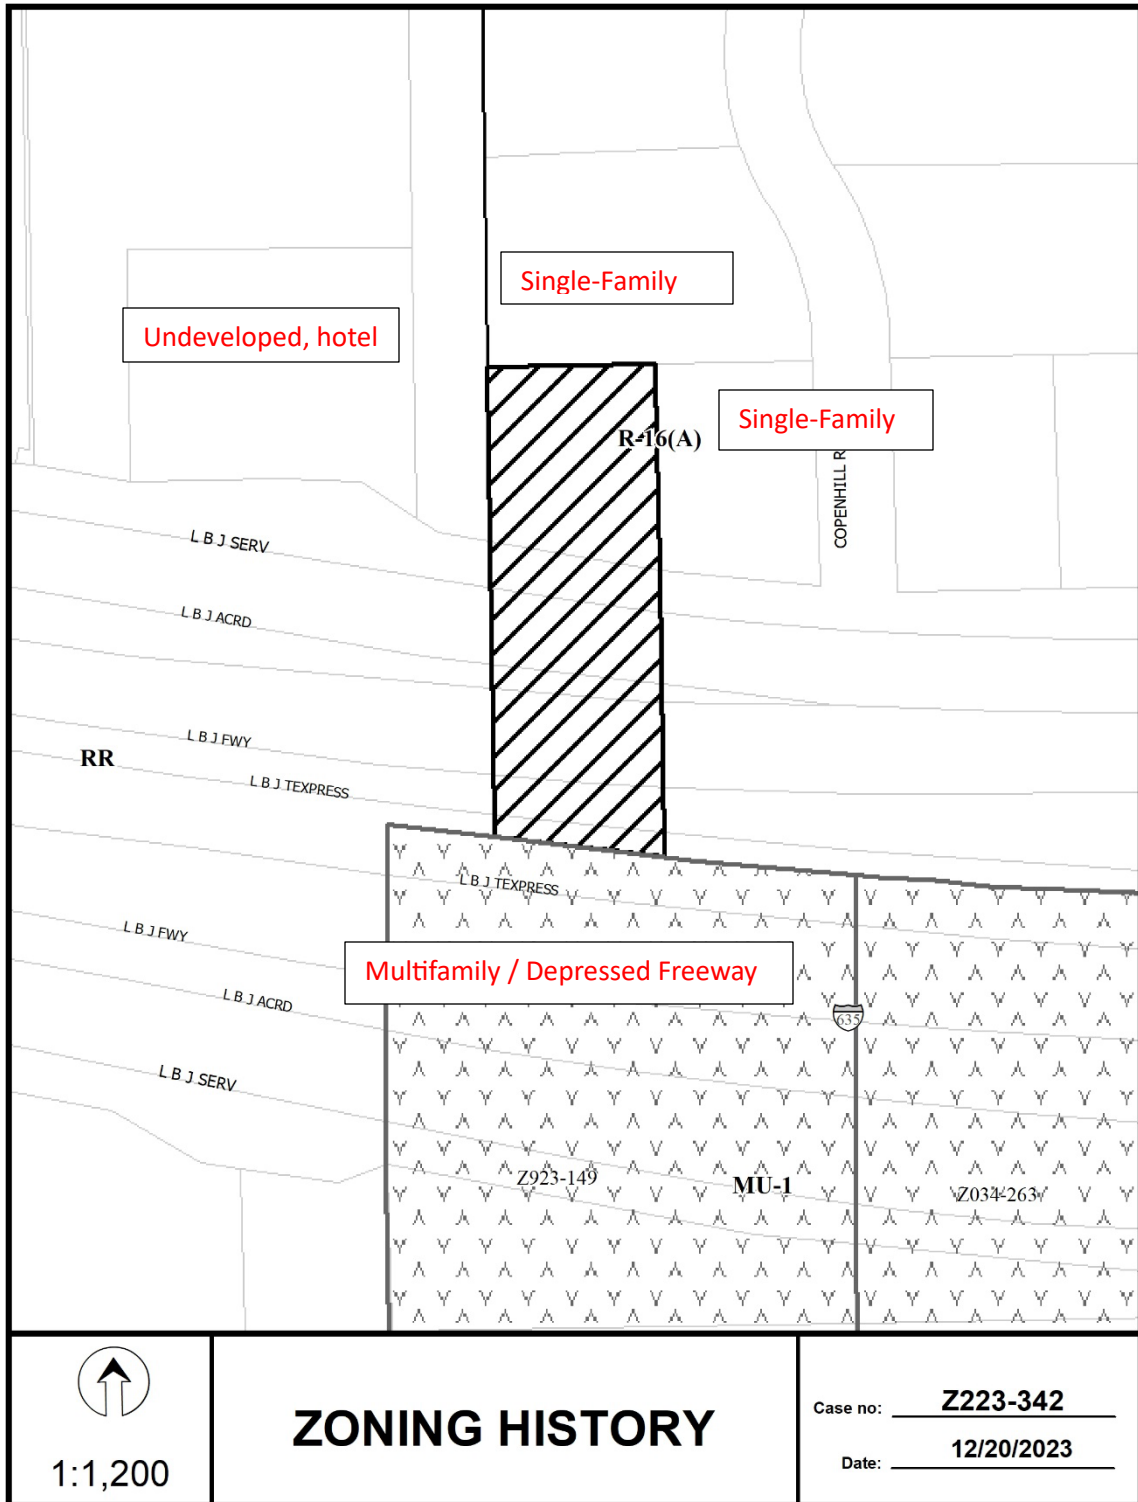 Single-Family
Undeveloped, hotel
Single-Family
R-16(A)
COPENHILL R
L B J SERV
L B J ACRD
L B J FWY
RR
L B J TEXPRESS
L B J TEXPRESS
L B J FWY
Multifamily / Depressed Freeway
L B J ACRD
635
L B J SERV
Z923-149
MU-1
Z034-263
1:1,200
ZONING HISTORY
Case no: Z223-342
Date: 12/20/2023